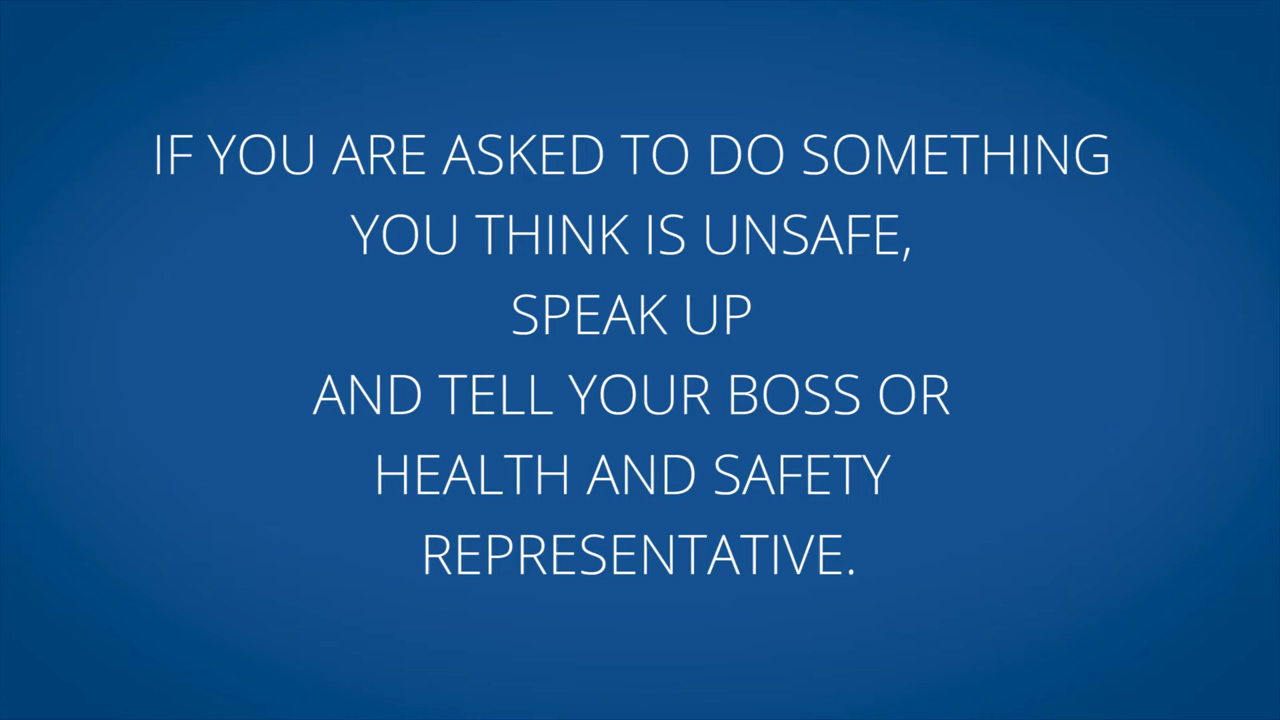 IF YOU ARE ASKED TO DO SOMETHING
YOU THINK IS UNSAFE,
SPEAK UP
AND TELL YOUR BOSS OR
HEALTH AND SAFETY
REPRESENTATIVE.